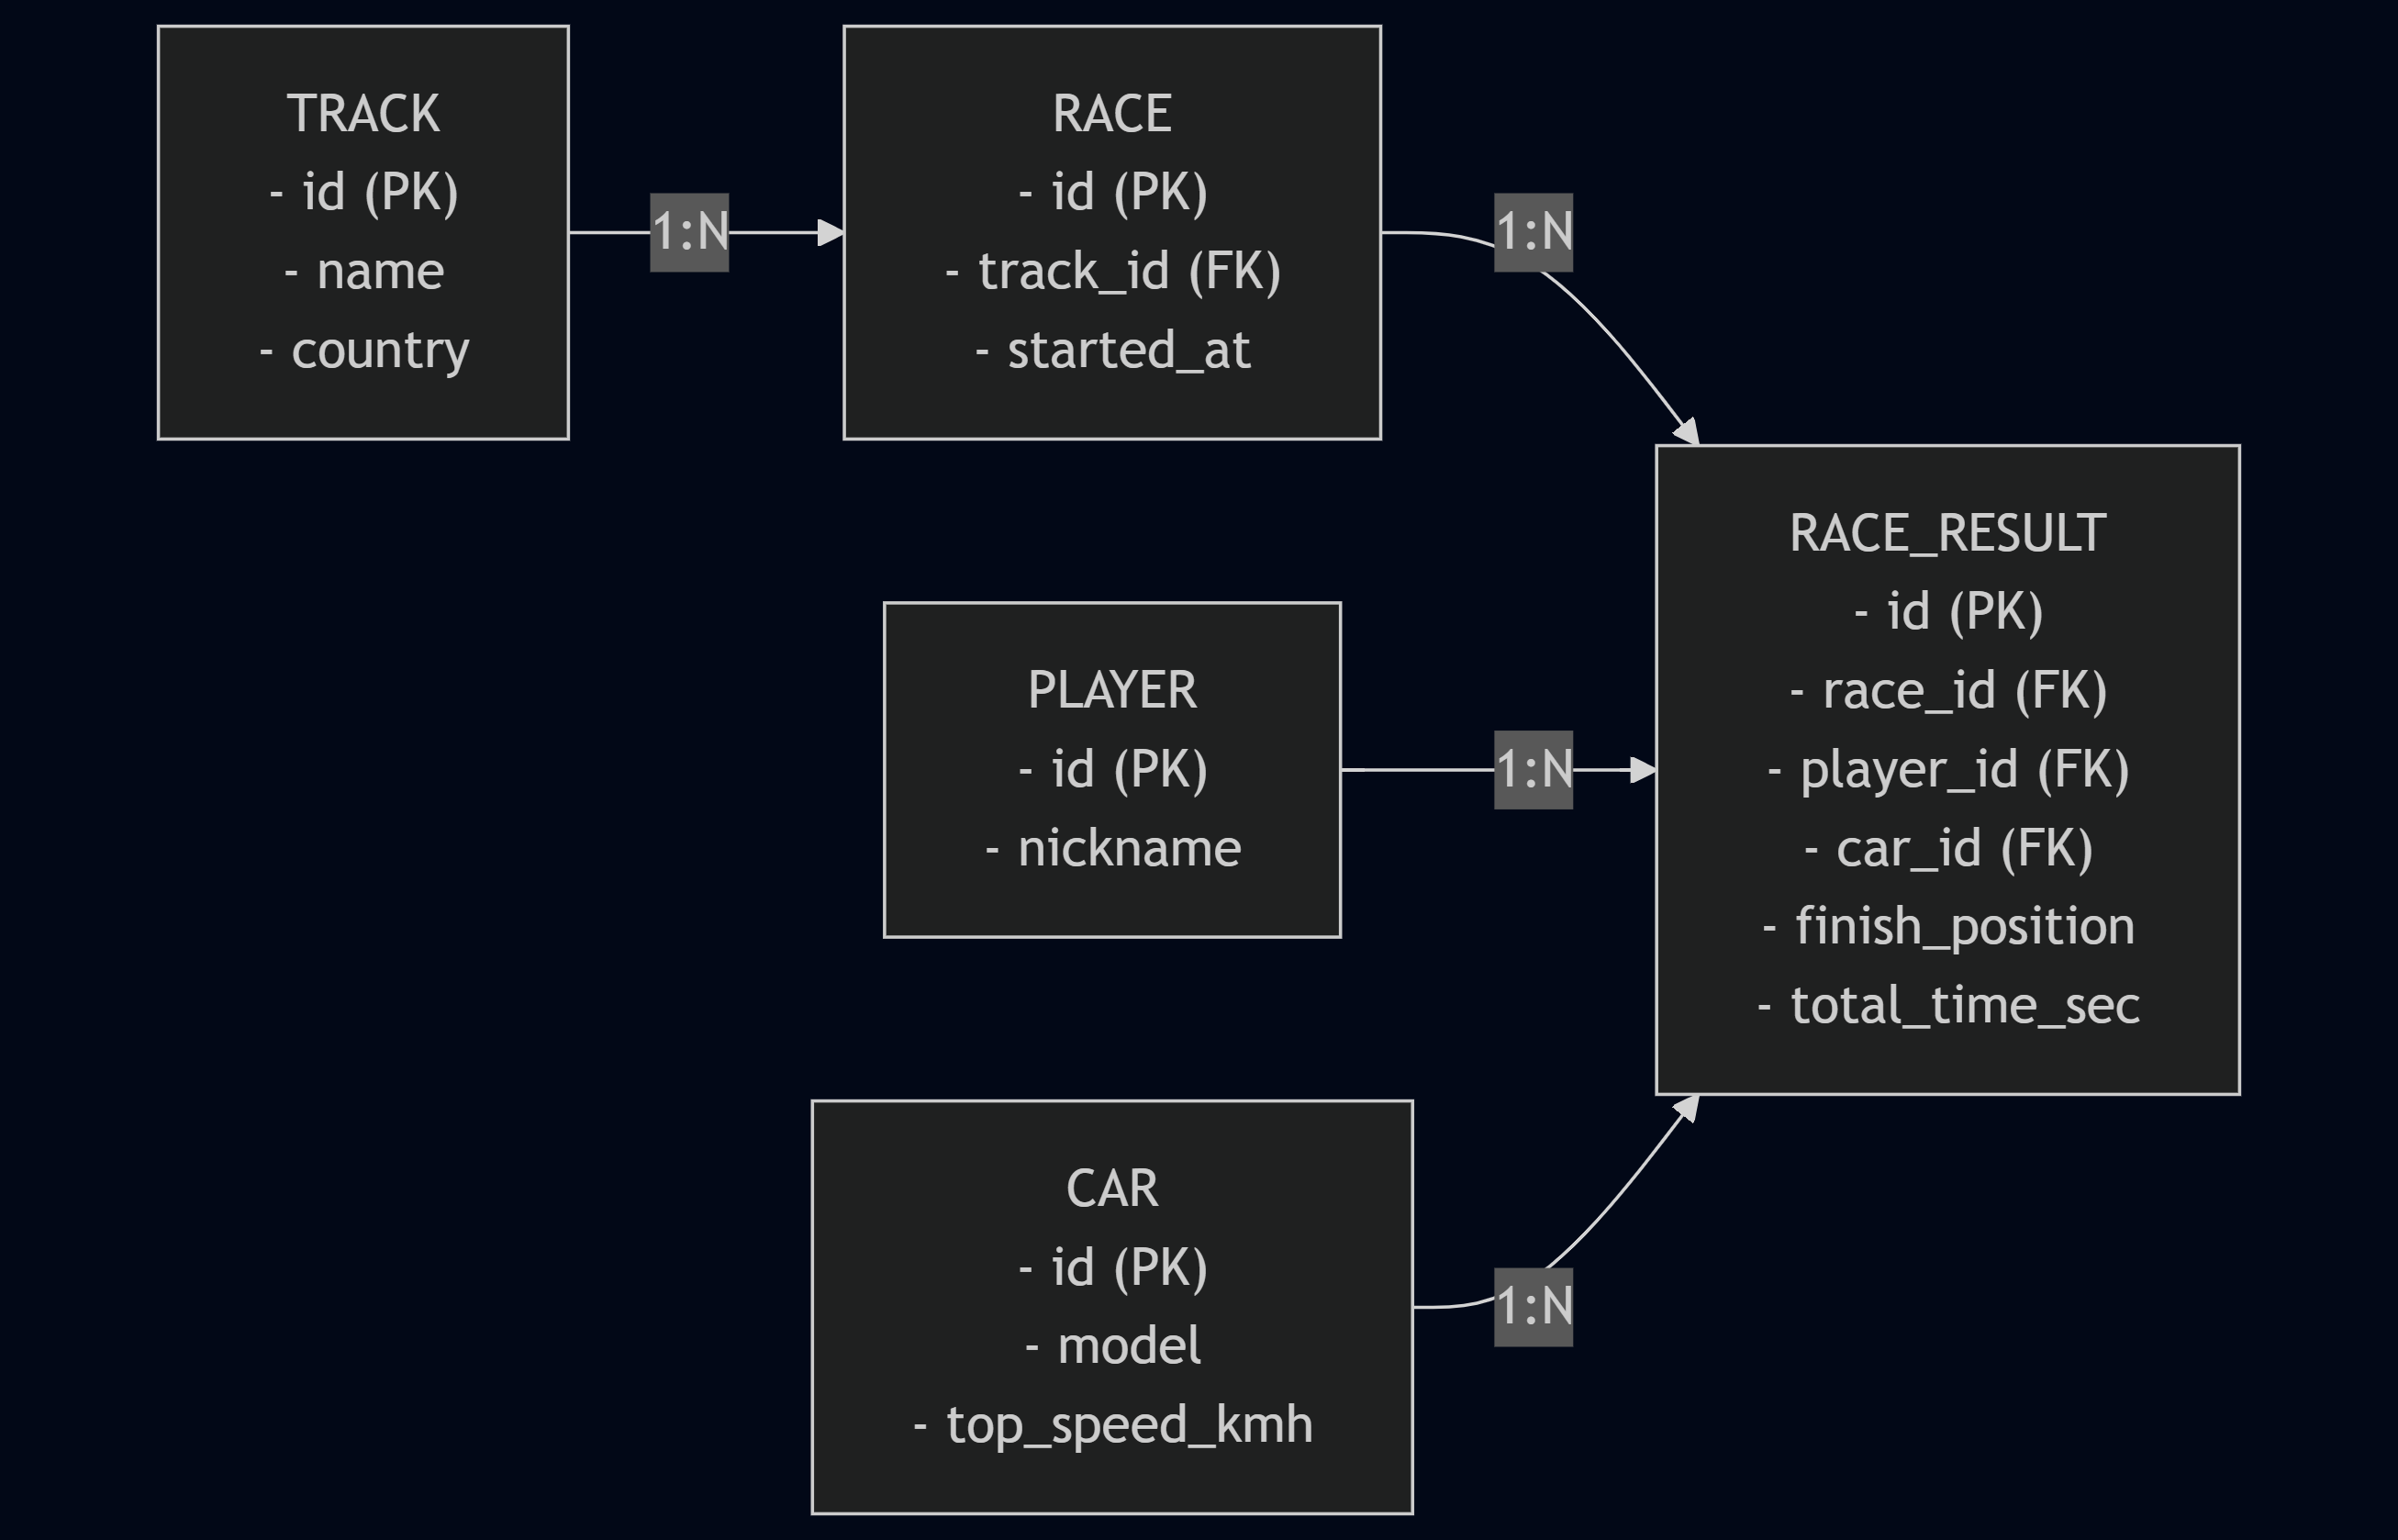 TRACK
- id (PK)
- name
- country
1:N
RACE
- id (PK)
- track_id (FK)
- started_at
1:N
PLAYER
- id (PK)
- nickname
1:N
CAR
- id (PK)
- model
- top_speed_kmh
1:N
RACE_RESULT
- id (PK)
- race_id (FK)
- player_id (FK)
- car_id (FK)
- finish_position
- total_time_sec